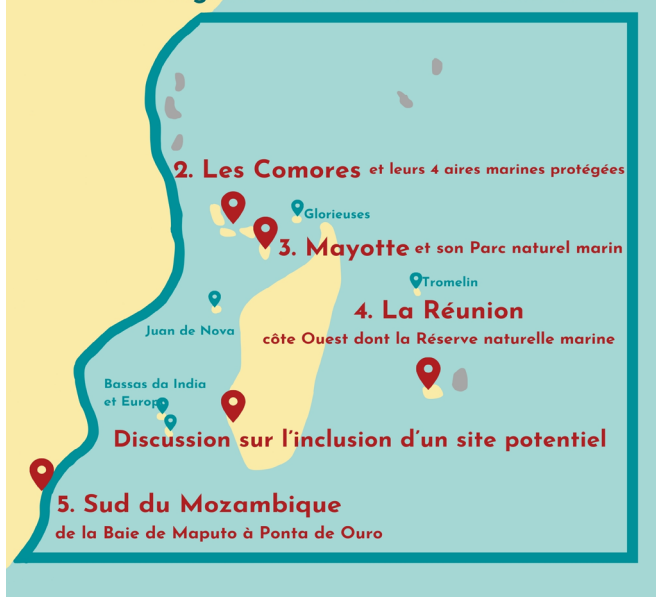 2. Les Comores et leurs 4 aires marines protégées
Glorieuses
3. Mayotte et son Parc naturel marin
Tromelin
4. La Réunion
côte Ouest dont la Réserve naturelle marine
Juan de Nova
Bassas da India
et Europa
Discussion sur l'inclusion d'un site potentiel
5. Sud du Mozambique
de la Baie de Maputo à Ponta de Ouro